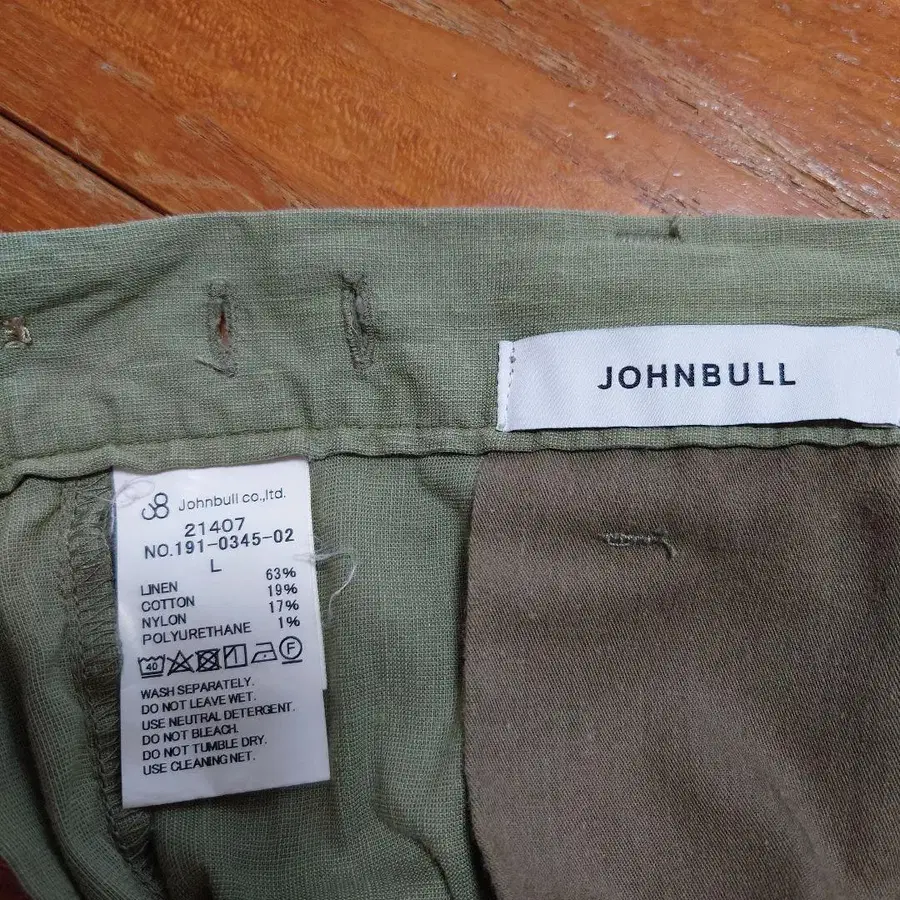 JOHNBULL
Johnbull co.,ltd.
21407
NO.191-0345-02
L
LINEN 63%
COTTON 19%
NYLON 17%
POLYURETHANE 1%
40 F
WASH SEPARATELY.
DO NOT LEAVE WET.
USE NEUTRAL DETERGENT.
DO NOT BLEACH.
DO NOT TUMBLE DRY.
USE CLEANING NET.